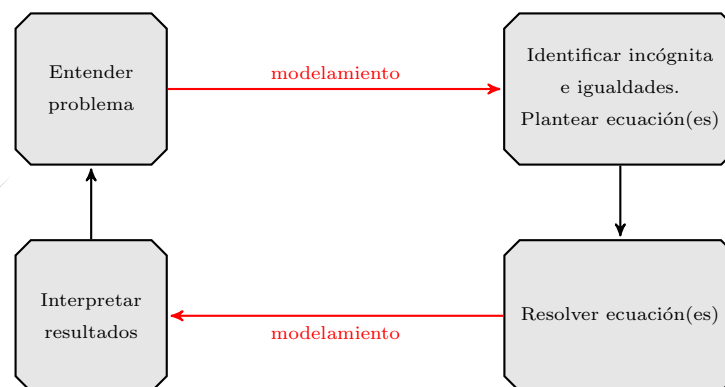 Entender
problema
modelamiento
Identificar incógnita
e igualdades.
Plantear ecuación(es)
Interpretar
resultados
modelamiento
Resolver ecuación(es)